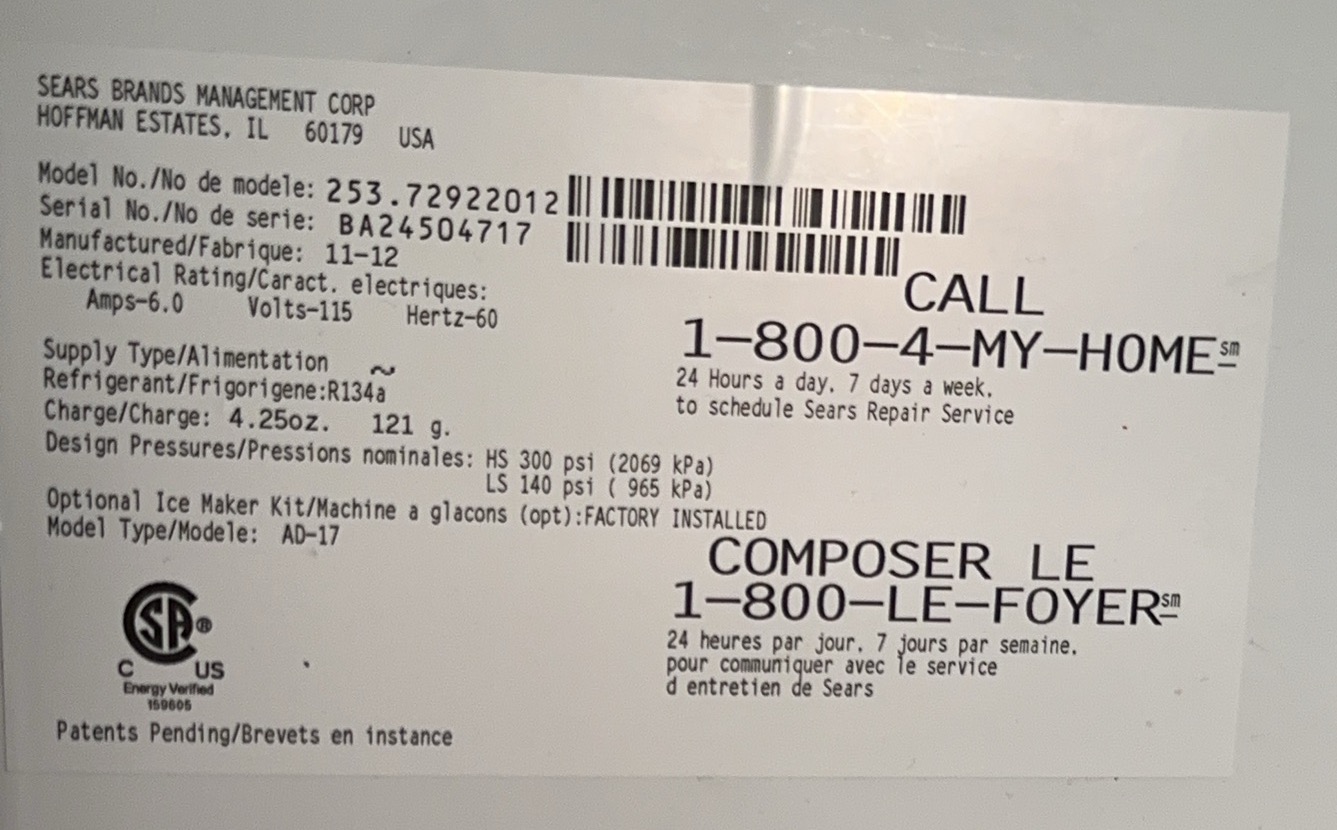 SEARS BRANDS MANAGEMENT CORP
HOFFMAN ESTATES, IL 60179 USA
Model No./No de modele: 253.72922012
Serial No./No de serie: BA24504717
Manufactured/Fabrique: 11-12
Electrical Rating/Caract. electriques:
Amps-6.0 Volts-115 Hertz-60
Supply Type/Alimentation ~
Refrigerant/Frigorigene:R134a
Charge/Charge: 4.25oz. 121 g.
Design Pressures/Pressions nominales: HS 300 psi (2069 kPa)
LS 140 psi ( 965 kPa)
Optional Ice Maker Kit/Machine a glacons (opt):FACTORY INSTALLED
Model Type/Modele: AD-17
CALL
1-800-4-MY-HOME sm
24 Hours a day, 7 days a week,
to schedule Sears Repair Service
COMPOSER LE
1-800-LE-FOYER sm
24 heures par jour, 7 jours par semaine,
pour communiquer avec le service
d entretien de Sears
SA®
C US
Energy Verified
159605
Patents Pending/Brevets en instance